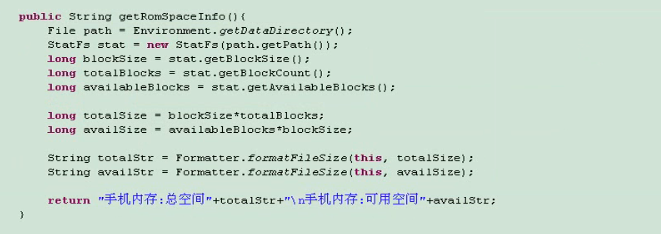 public String getRomSpaceInfo(){
File path = Environment.getDataDirectory();
StatFs stat = new StatFs(path.getPath());
long blockSize = stat.getBlockSize();
long totalBlocks = stat.getBlockCount();
long availableBlocks = stat.getAvailableBlocks();
long totalSize = blockSize*totalBlocks;
long availSize = availableBlocks*blockSize;
String totalStr = Formatter.formatFileSize(this, totalSize);
String availStr = Formatter.formatFileSize(this, availSize);
return "手机内存:总空间"+totalStr+"\n手机内存:可用空间"+availStr;
}